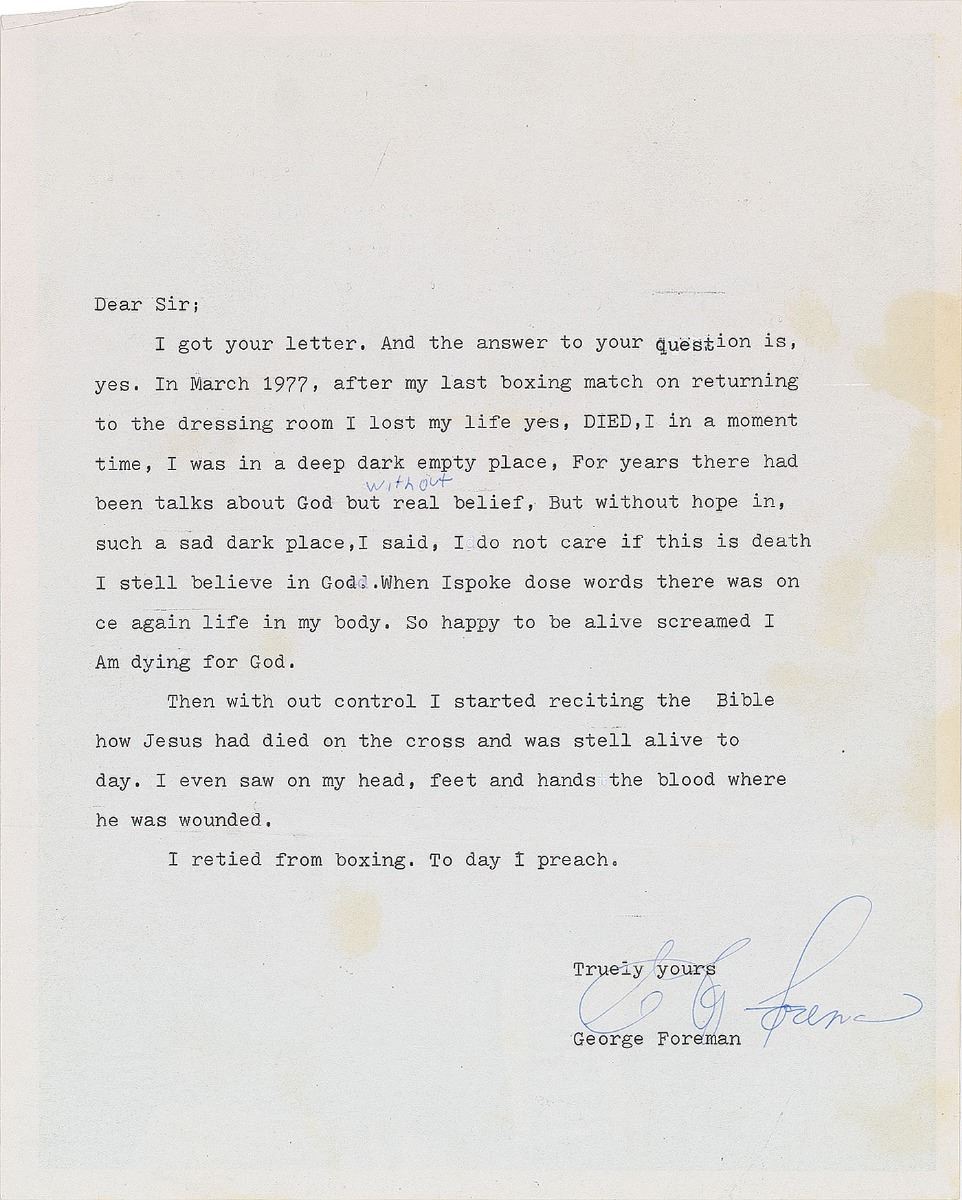 Dear Sir;
I got your letter. And the answer to your question is,
yes. In March 1977, after my last boxing match on returning
to the dressing room I lost my life yes, DIED,I in a moment
time, I was in a deep dark empty place, For years there had
without
been talks about God but real belief, But without hope in,
such a sad dark place,I said, I do not care if this is death
I stell believe in God.When Ispoke dose words there was on
ce again life in my body. So happy to be alive screamed I
Am dying for God.
Then with out control I started reciting the Bible
how Jesus had died on the cross and was stell alive to
day. I even saw on my head, feet and hands the blood where
he was wounded.
I retied from boxing. To day I preach.
Truely yours
George Foreman